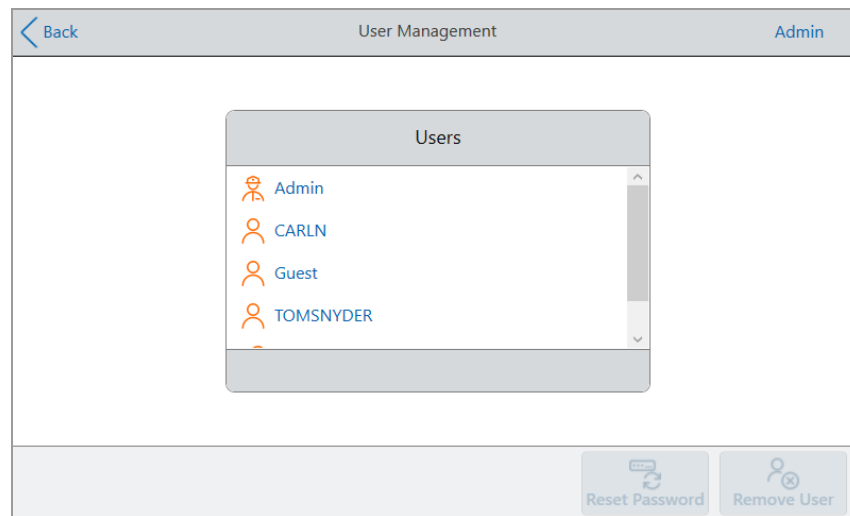 Back User Management Admin
Users
Admin
CARLN
Guest
TOMSNYDER
Reset Password Remove User